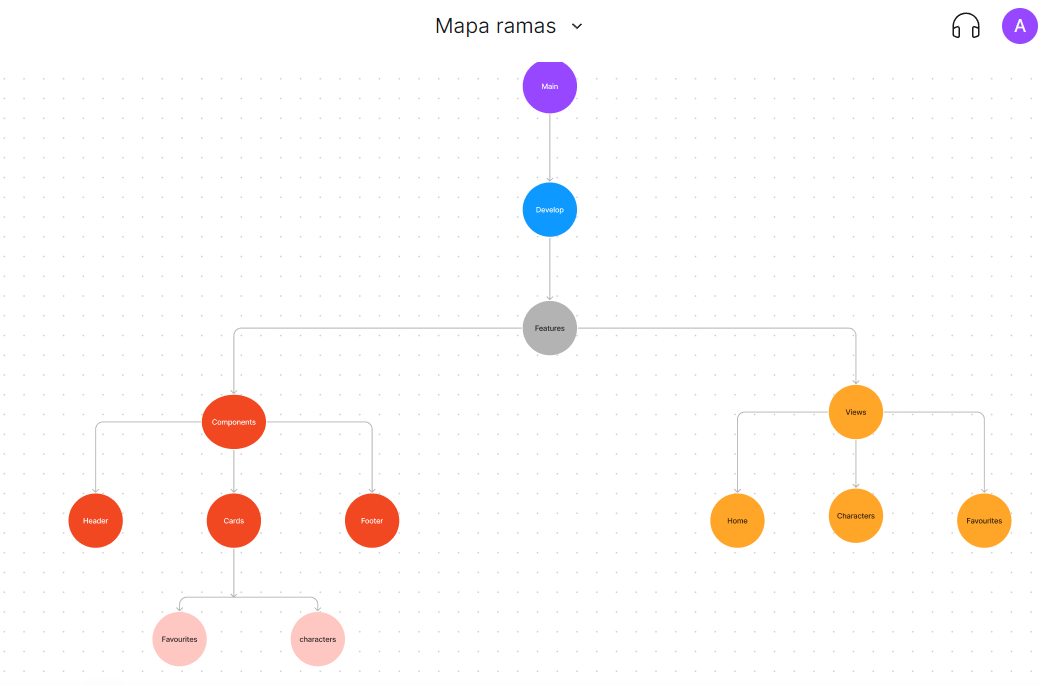 Mapa ramas
A
Main
Develop
Features
Components
Views
Header
Cards
Footer
Home
Characters
Favourites
Favourites
characters